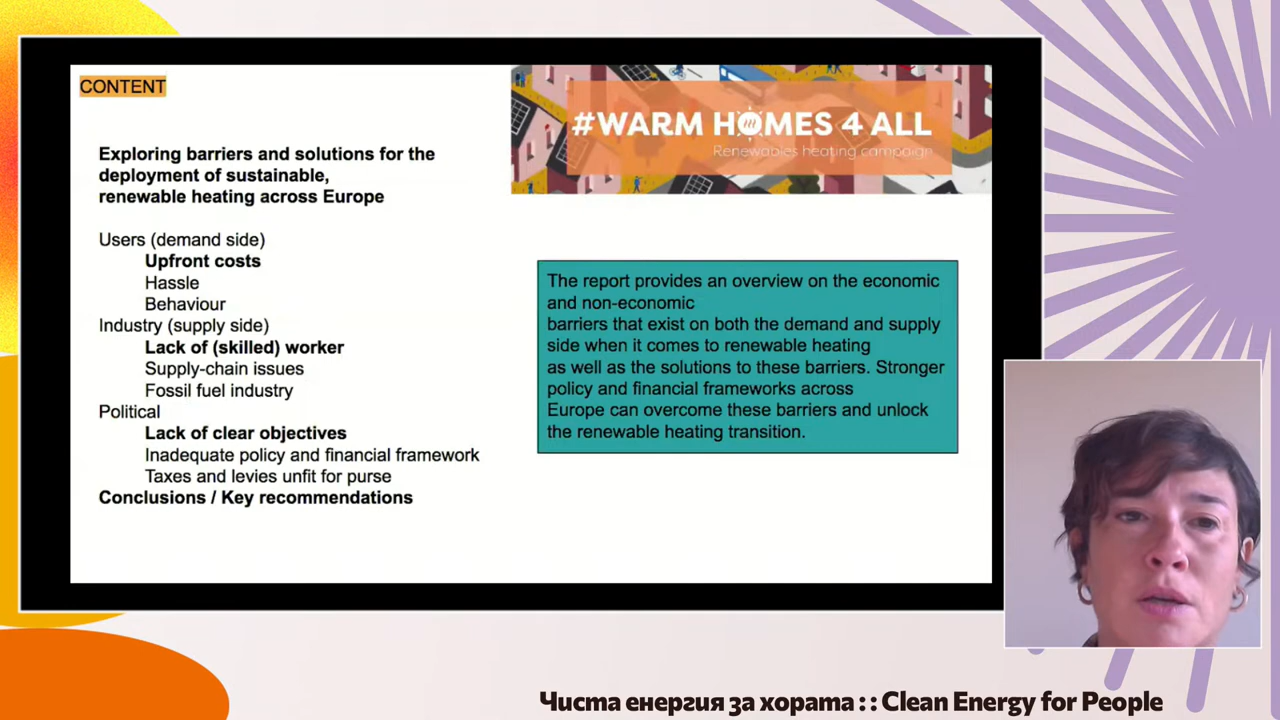 CONTENT
#WARM HOMES 4 ALL
Renewables heating campaign
Exploring barriers and solutions for the
deployment of sustainable,
renewable heating across Europe
Users (demand side)
Upfront costs
Hassle
Behaviour
Industry (supply side)
Lack of (skilled) worker
Supply-chain issues
Fossil fuel industry
Political
Lack of clear objectives
Inadequate policy and financial framework
Taxes and levies unfit for purse
Conclusions / Key recommendations
The report provides an overview on the economic
and non-economic
barriers that exist on both the demand and supply
side when it comes to renewable heating
as well as the solutions to these barriers. Stronger
policy and financial frameworks across
Europe can overcome these barriers and unlock
the renewable heating transition.
Чиста енергия за хората :: Clean Energy for People